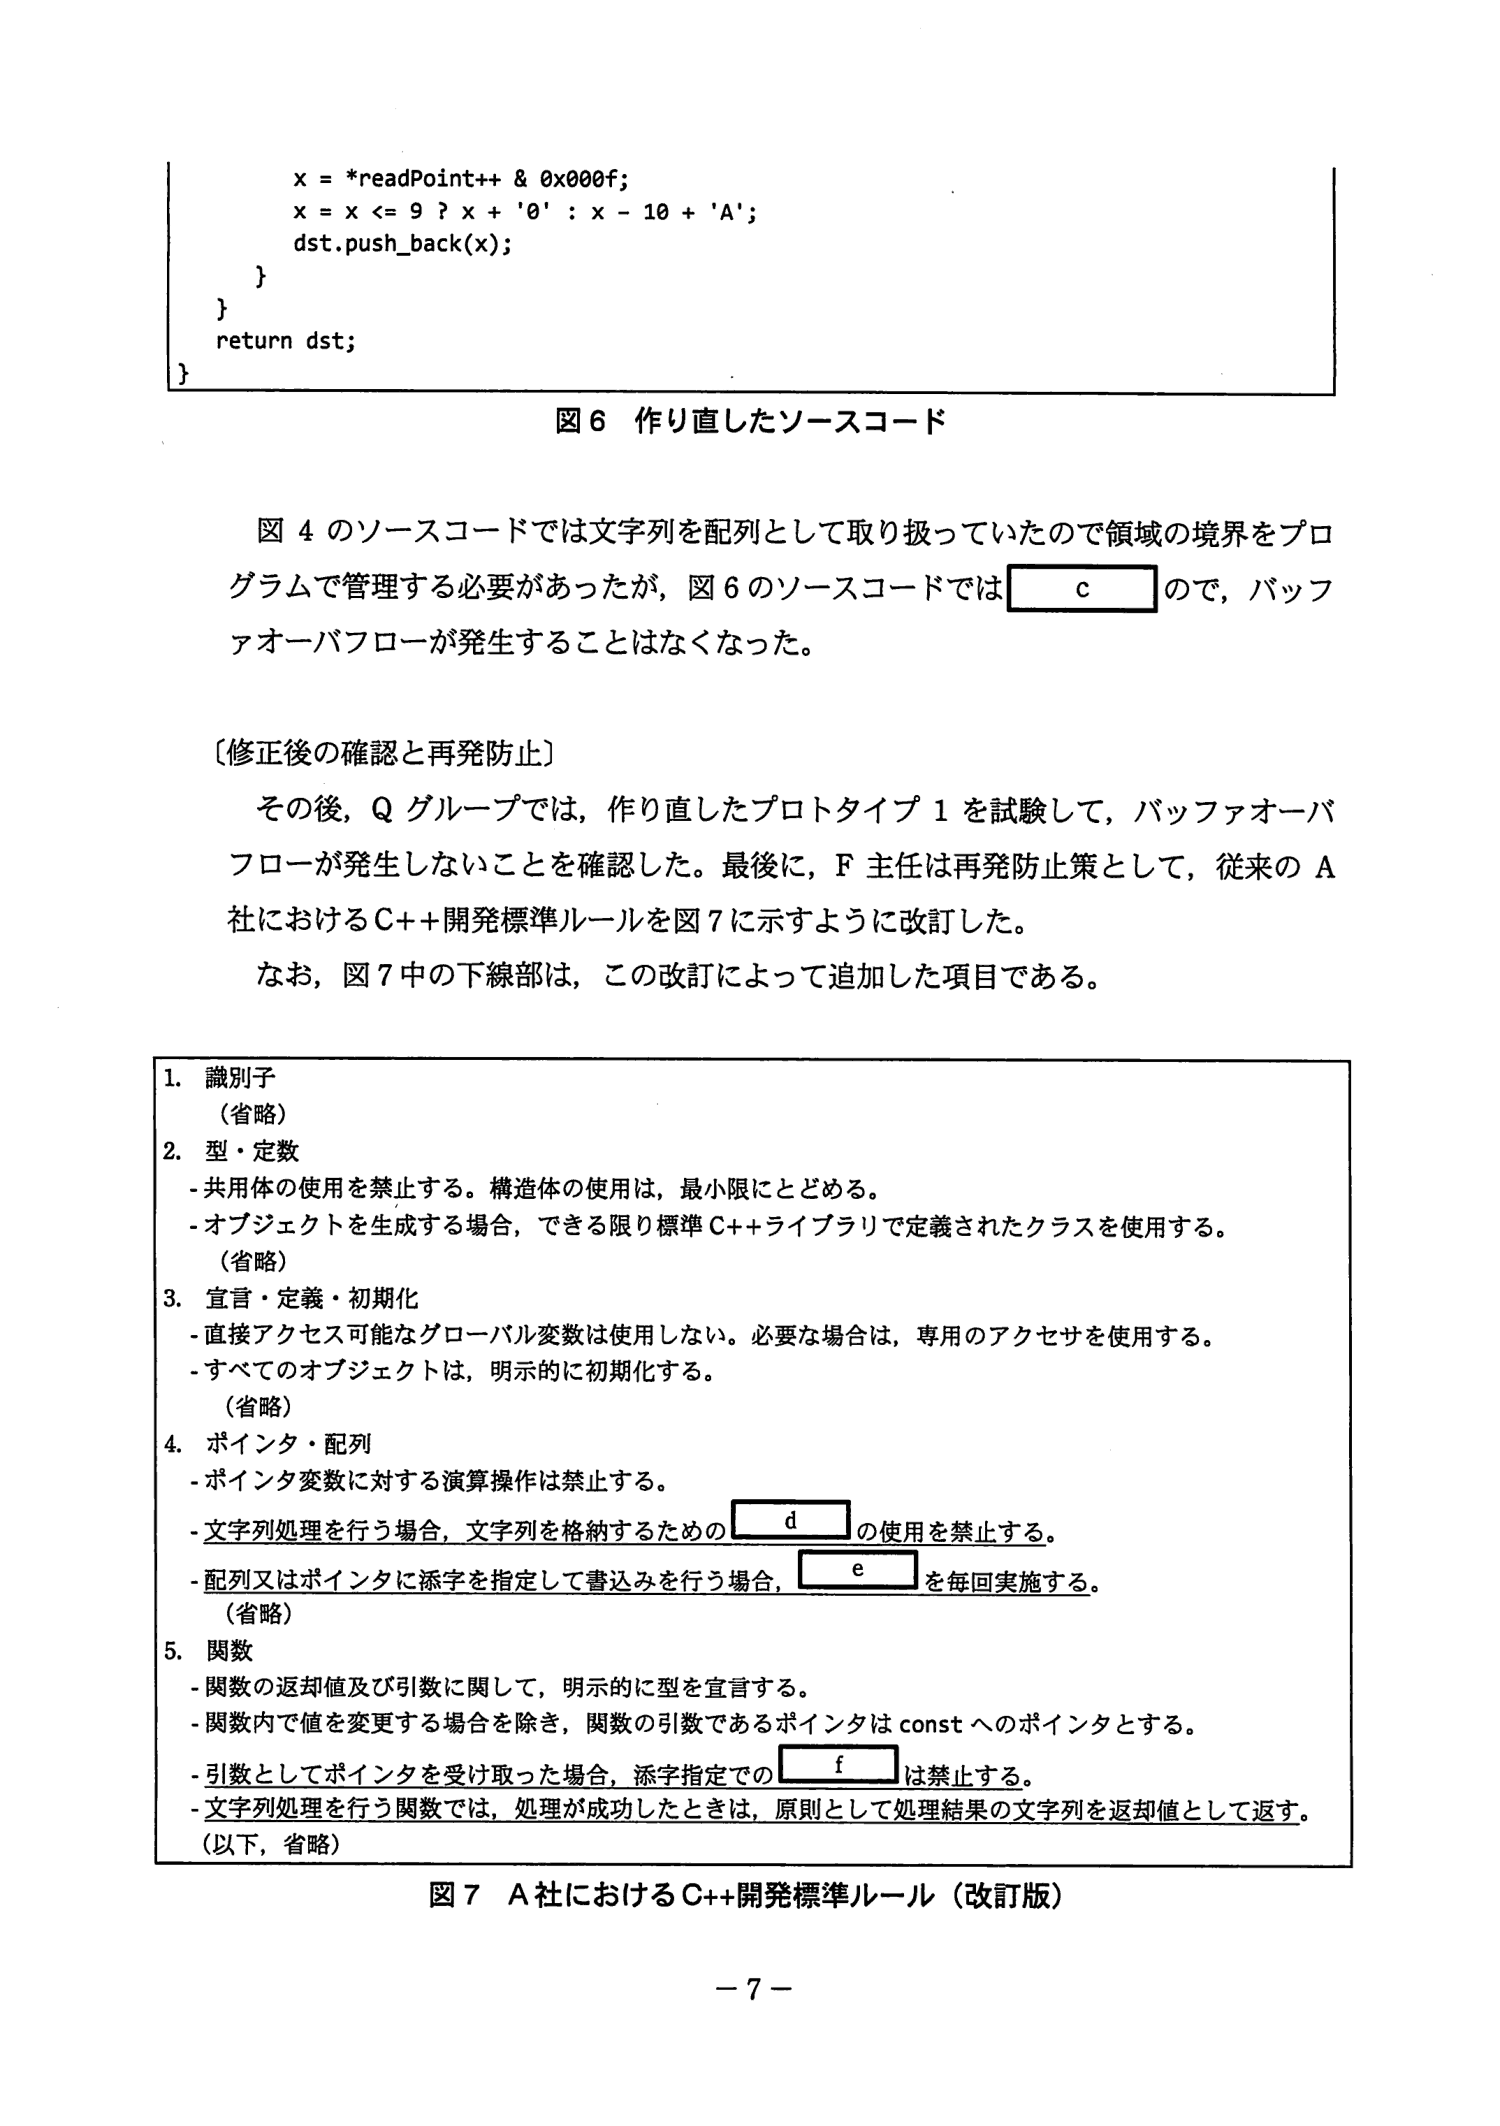 x = *readPoint++ & 0x000f;
x = x <= 9 ? x + '0' : x - 10 + 'A';
dst.push_back(x);
}
}
return dst;
}
図6　作り直したソースコード
図 4 のソースコードでは文字列を配列として取り扱っていたので領域の境界をプロ
グラムで管理する必要があったが，図6のソースコードでは c ので，バッフ
ァオーバフローが発生することはなくなった。
〔修正後の確認と再発防止〕
その後，Q グループでは，作り直したプロトタイプ 1 を試験して，バッファオーバ
フローが発生しないことを確認した。最後に，F 主任は再発防止策として，従来の A
社におけるC++開発標準ルールを図7に示すように改訂した。
なお，図7中の下線部は，この改訂によって追加した項目である。
1.　識別子
（省略）
2.　型・定数
- 共用体の使用を禁止する。構造体の使用は，最小限にとどめる。
- オブジェクトを生成する場合，できる限り標準C++ライブラリで定義されたクラスを使用する。
（省略）
3.　宣言・定義・初期化
- 直接アクセス可能なグローバル変数は使用しない。必要な場合は，専用のアクセサを使用する。
- すべてのオブジェクトは，明示的に初期化する。
（省略）
4.　ポインタ・配列
- ポインタ変数に対する演算操作は禁止する。
- 文字列処理を行う場合，文字列を格納するための d の使用を禁止する。
- 配列又はポインタに添字を指定して書込みを行う場合， e を毎回実施する。
（省略）
5.　関数
- 関数の返却値及び引数に関して，明示的に型を宣言する。
- 関数内で値を変更する場合を除き，関数の引数であるポインタは const へのポインタとする。
- 引数としてポインタを受け取った場合，添字指定での f は禁止する。
- 文字列処理を行う関数では，処理が成功したときは，原則として処理結果の文字列を返却値として返す。
（以下，省略）
図7　A社におけるC++開発標準ルール（改訂版）
－7－